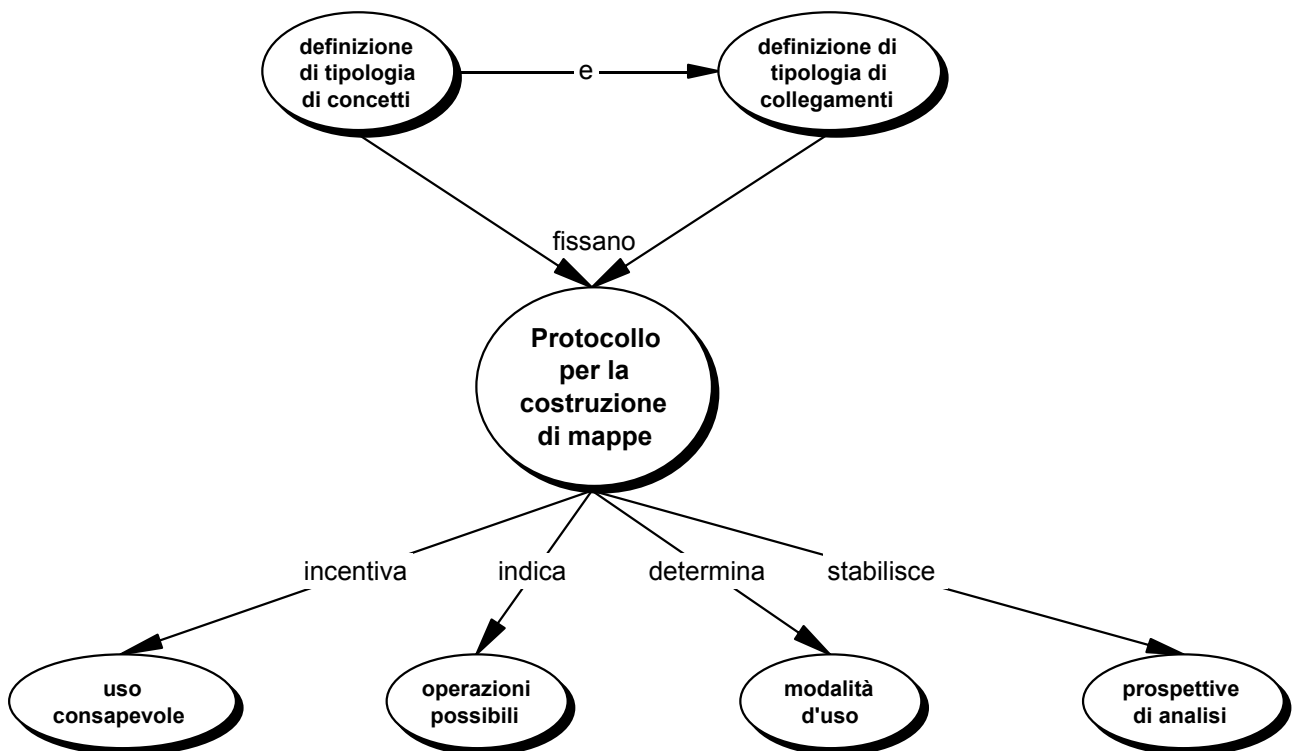 definizione
di tipologia
di concetti
e
definizione di
tipologia di
collegamenti
fissano
Protocollo
per la
costruzione
di mappe
incentiva
indica
determina
stabilisce
uso
consapevole
operazioni
possibili
modalità
d'uso
prospettive
di analisi